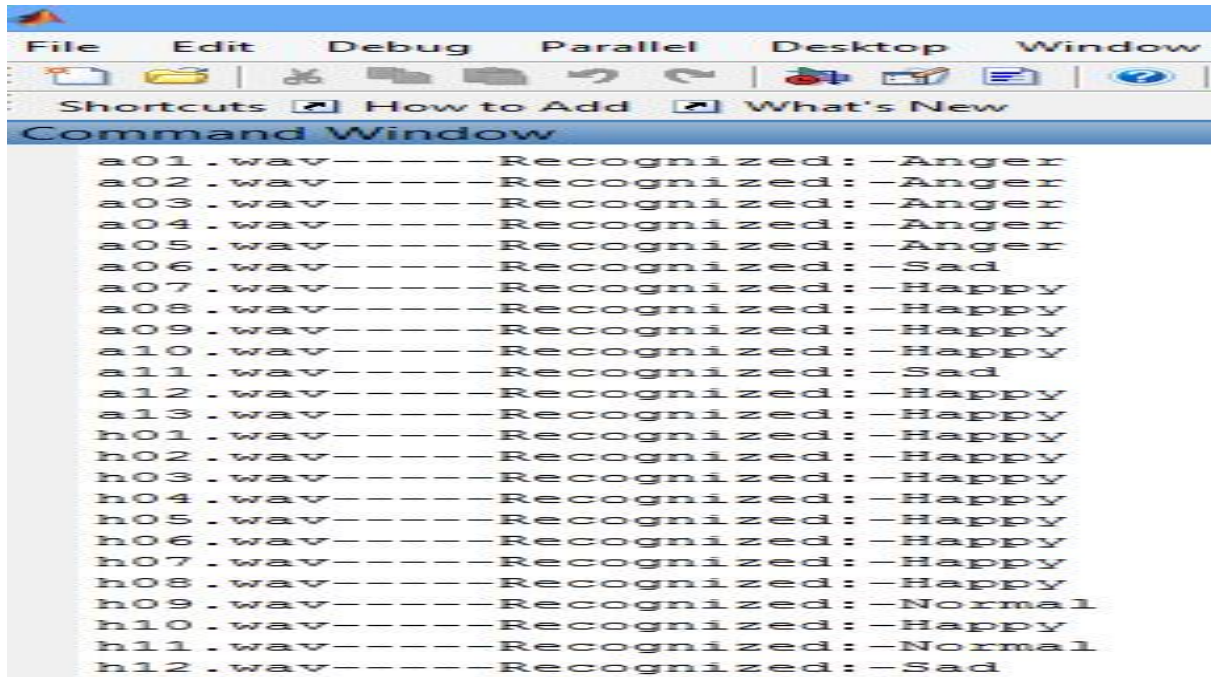 File Edit Debug Parallel Desktop Window
Shortcuts How to Add What's New
Command Window
a01.wav-----Recognized:-Anger
a02.wav-----Recognized:-Anger
a03.wav-----Recognized:-Anger
a04.wav-----Recognized:-Anger
a05.wav-----Recognized:-Anger
a06.wav-----Recognized:-Sad
a07.wav-----Recognized:-Happy
a08.wav-----Recognized:-Happy
a09.wav-----Recognized:-Happy
a10.wav-----Recognized:-Happy
a11.wav-----Recognized:-Sad
a12.wav-----Recognized:-Happy
a13.wav-----Recognized:-Happy
h01.wav-----Recognized:-Happy
h02.wav-----Recognized:-Happy
h03.wav-----Recognized:-Happy
h04.wav-----Recognized:-Happy
h05.wav-----Recognized:-Happy
h06.wav-----Recognized:-Happy
h07.wav-----Recognized:-Happy
h08.wav-----Recognized:-Happy
h09.wav-----Recognized:-Normal
h10.wav-----Recognized:-Happy
h11.wav-----Recognized:-Normal
h12.wav-----Recognized:-Sad